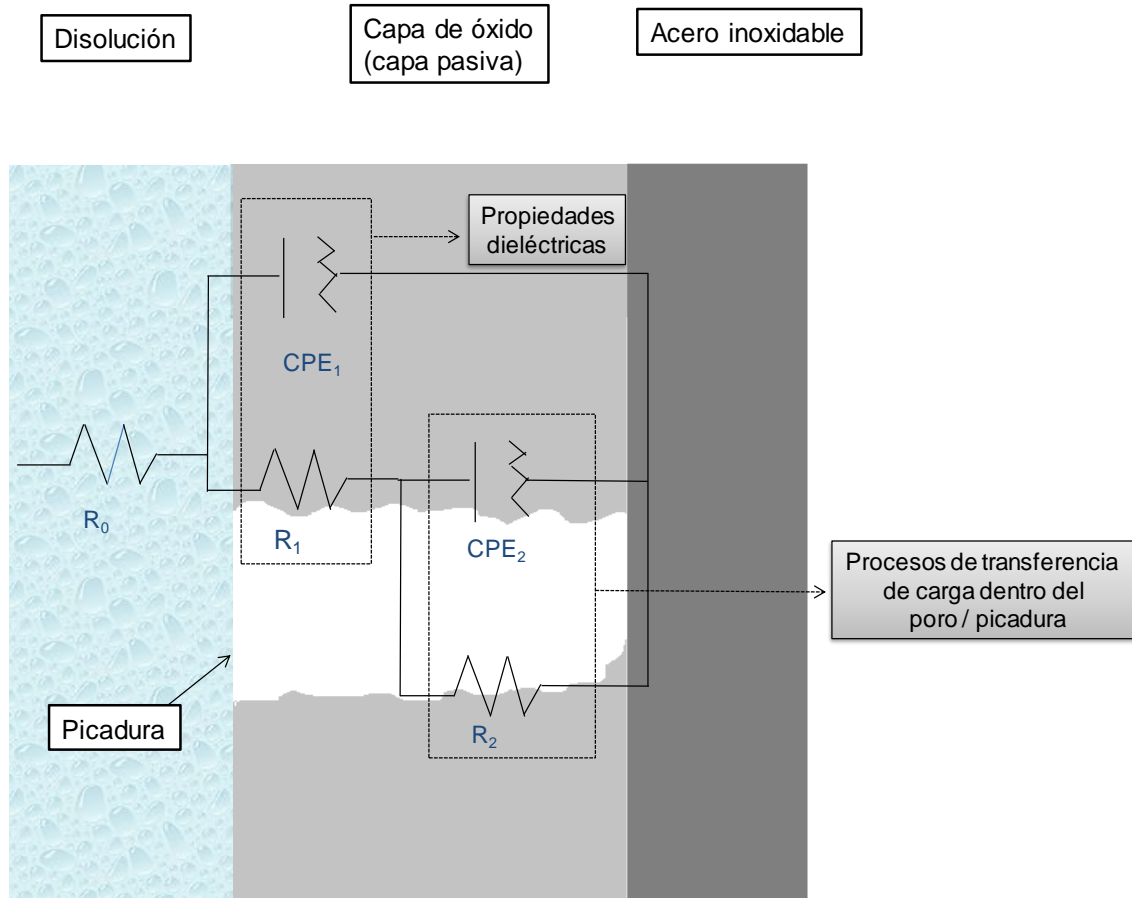 Disolución
Capa de óxido
(capa pasiva)
Acero inoxidable
Propiedades
dieléctricas
CPE₁
R₀
R₁
CPE₂
Procesos de transferencia
de carga dentro del
poro / picadura
Picadura
R₂